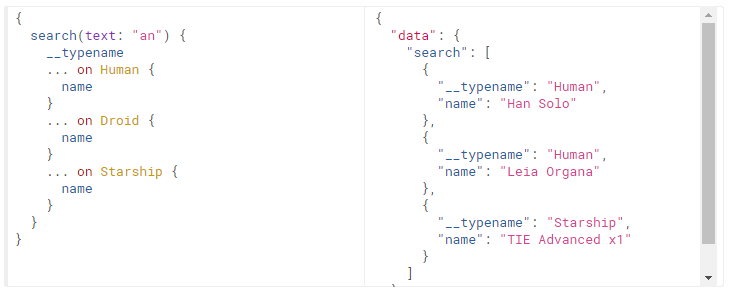 {
  search(text: "an") {
    __typename
    ... on Human {
      name
    }
    ... on Droid {
      name
    }
    ... on Starship {
      name
    }
  }
}
{
  "data": {
    "search": [
      {
        "__typename": "Human",
        "name": "Han Solo"
      },
      {
        "__typename": "Human",
        "name": "Leia Organa"
      },
      {
        "__typename": "Starship",
        "name": "TIE Advanced x1"
      }
    ]
  }